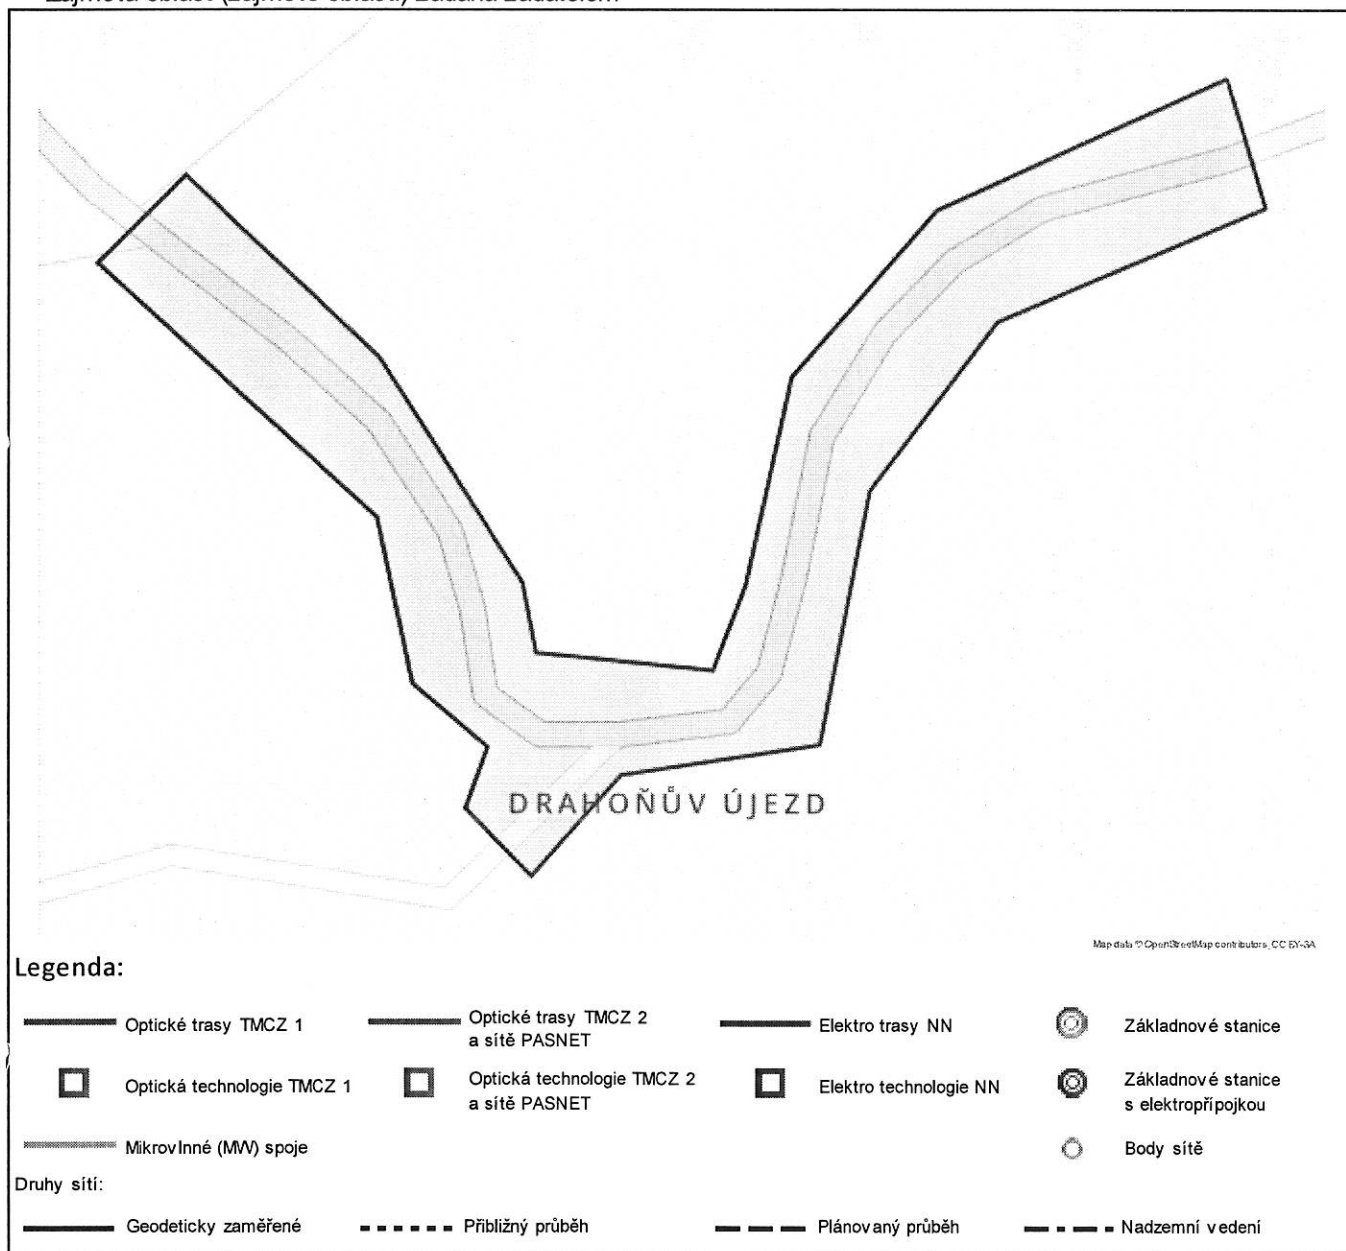 DRAHOŇŮV ÚJEZD
Map data © OpenStreetMap contributors, CC BY-SA
Legenda:
Optické trasy TMCZ 1
Optické trasy TMCZ 2
a sítě PASNET
Elektro trasy NN
Základnové stanice
Optická technologie TMCZ 1
Optická technologie TMCZ 2
a sítě PASNET
Elektro technologie NN
Základnové stanice
s elektropřípojkou
Mikrovlnné (MW) spoje
Body sítě
Druhy sítí:
Geodeticky zaměřené
Přibližný průběh
Plánovaný průběh
Nadzemní vedení